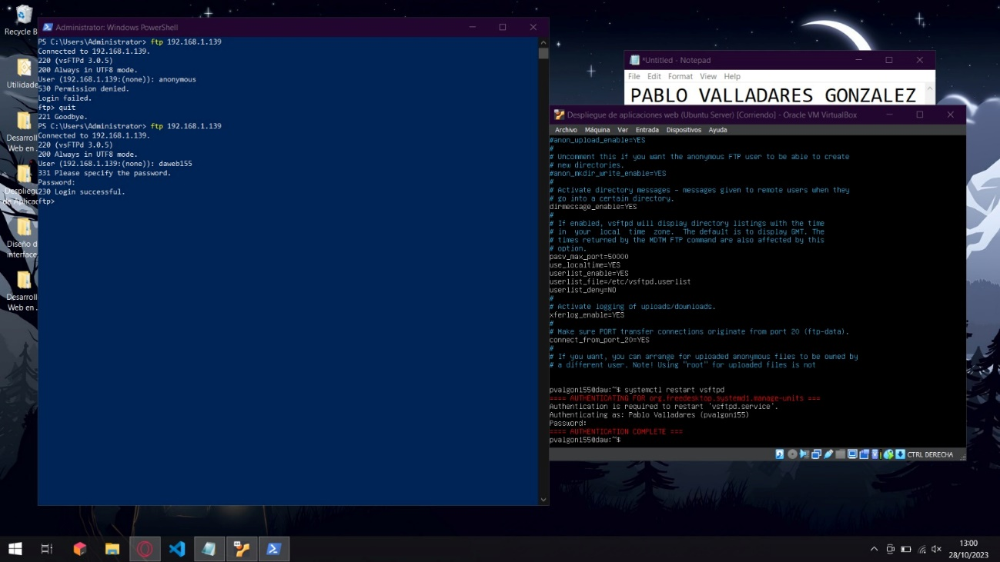 Recycle B
Utilidade
Desarroll
Web en .
Desplieg
de Aplicac
Diseño d
interface
Desarroll
Web en .
Administrator: Windows PowerShell
PS C:\Users\Administrator> ftp 192.168.1.139
Connected to 192.168.1.139.
220 (vsFTPd 3.0.5)
200 Always in UTF8 mode.
User (192.168.1.139:(none)): anonymous
530 Permission denied.
Login failed.
ftp> quit
221 Goodbye.
PS C:\Users\Administrator> ftp 192.168.1.139
Connected to 192.168.1.139.
220 (vsFTPd 3.0.5)
200 Always in UTF8 mode.
User (192.168.1.139:(none)): daweb155
331 Please specify the password.
Password:
230 Login successful.
ftp>
*Untitled - Notepad
File Edit Format View Help
PABLO VALLADARES GONZALEZ
Despliegue de aplicaciones web (Ubuntu Server) [Corriendo] - Oracle VM VirtualBox
Archivo Máquina Ver Entrada Dispositivos Ayuda
#anon_upload_enable=YES
#
# Uncomment this if you want the anonymous FTP user to be able to create
# new directories.
#anon_mkdir_write_enable=YES
#
# Activate directory messages - messages given to remote users when they
# go into a certain directory.
dirmessage_enable=YES
#
# If enabled, vsftpd will display directory listings with the time
# in your local time zone. The default is to display GMT. The
# times returned by the MDTM FTP command are also affected by this
# option.
pasv_max_port=50000
use_localtime=YES
userlist_enable=YES
userlist_file=/etc/vsftpd.userlist
userlist_deny=NO
#
# Activate logging of uploads/downloads.
xferlog_enable=YES
#
# Make sure PORT transfer connections originate from port 20 (ftp-data).
connect_from_port_20=YES
#
# If you want, you can arrange for uploaded anonymous files to be owned by
# a different user. Note! Using "root" for uploaded files is not
pvalgon155@daw:~$ systemctl restart vsftpd
==== AUTHENTICATING FOR org.freedesktop.systemd1.manage-units ===
Authentication is required to restart 'vsftpd.service'.
Authenticating as: Pablo Valladares (pvalgon155)
Password:
==== AUTHENTICATION COMPLETE ===
pvalgon155@daw:~$
CTRL DERECHA
13:00
28/10/2023